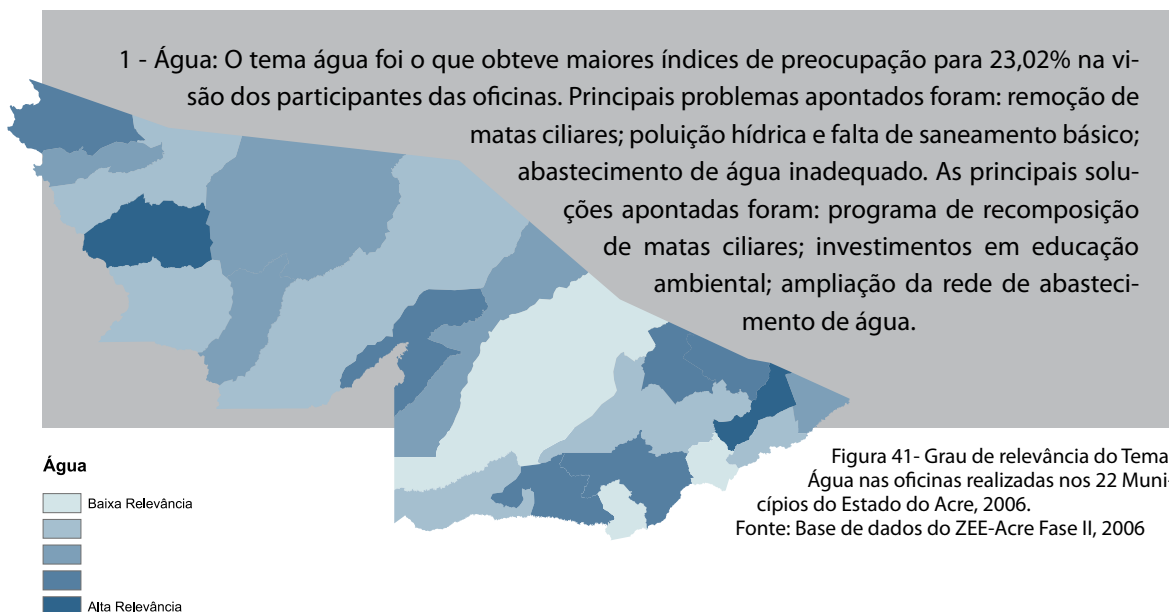 1 - Água: O tema água foi o que obteve maiores índices de preocupação para 23,02% na vi-
são dos participantes das oficinas. Principais problemas apontados foram: remoção de
matas ciliares; poluição hídrica e falta de saneamento básico;
abastecimento de água inadequado. As principais solu-
ções apontadas foram: programa de recomposição
de matas ciliares; investimentos em educação
ambiental; ampliação da rede de abasteci-
mento de água.
Figura 41- Grau de relevância do Tema
Água nas oficinas realizadas nos 22 Muni-
cípios do Estado do Acre, 2006.
Fonte: Base de dados do ZEE-Acre Fase II, 2006
Água
Baixa Relevância
Alta Relevância